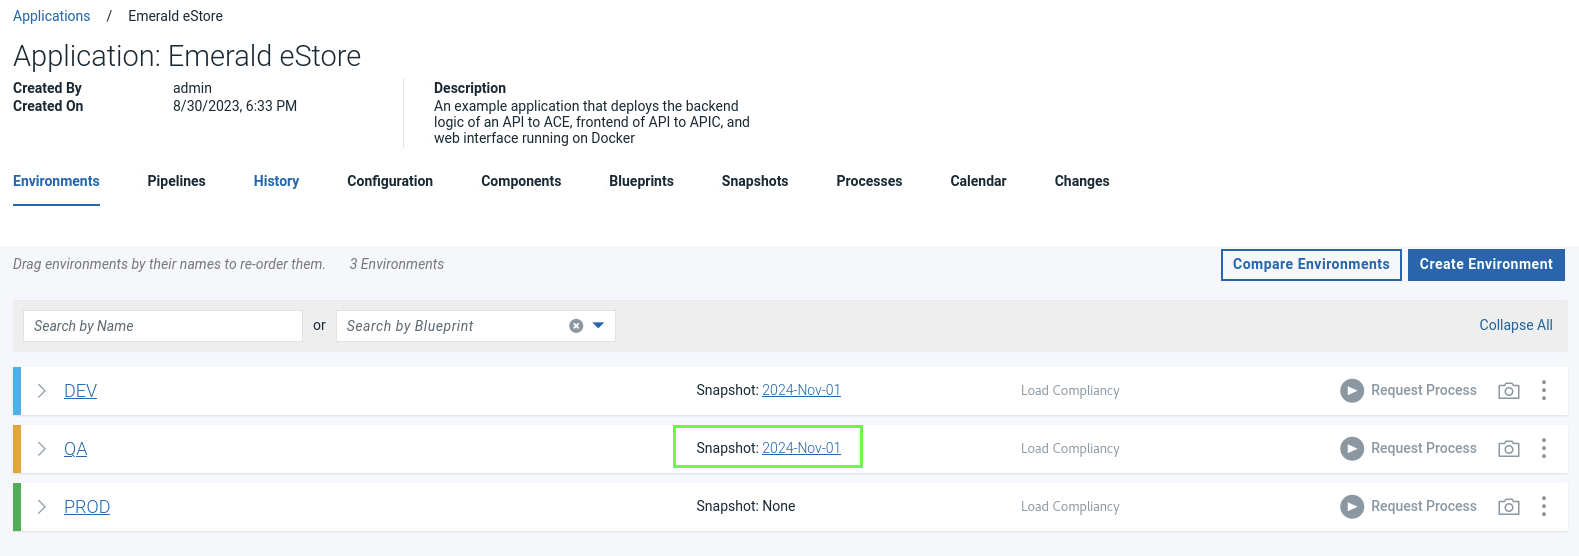 Applications / Emerald eStore
Application: Emerald eStore
Created By admin
Created On 8/30/2023, 6:33 PM
Description
An example application that deploys the backend
logic of an API to ACE, frontend of API to APIC, and
web interface running on Docker
Environments Pipelines History Configuration Components Blueprints Snapshots Processes Calendar Changes
Drag environments by their names to re-order them. 3 Environments Compare Environments Create Environment
Search by Name or Search by Blueprint Collapse All
DEV Snapshot: 2024-Nov-01 Load Compliancy Request Process
QA Snapshot: 2024-Nov-01 Load Compliancy Request Process
PROD Snapshot: None Load Compliancy Request Process